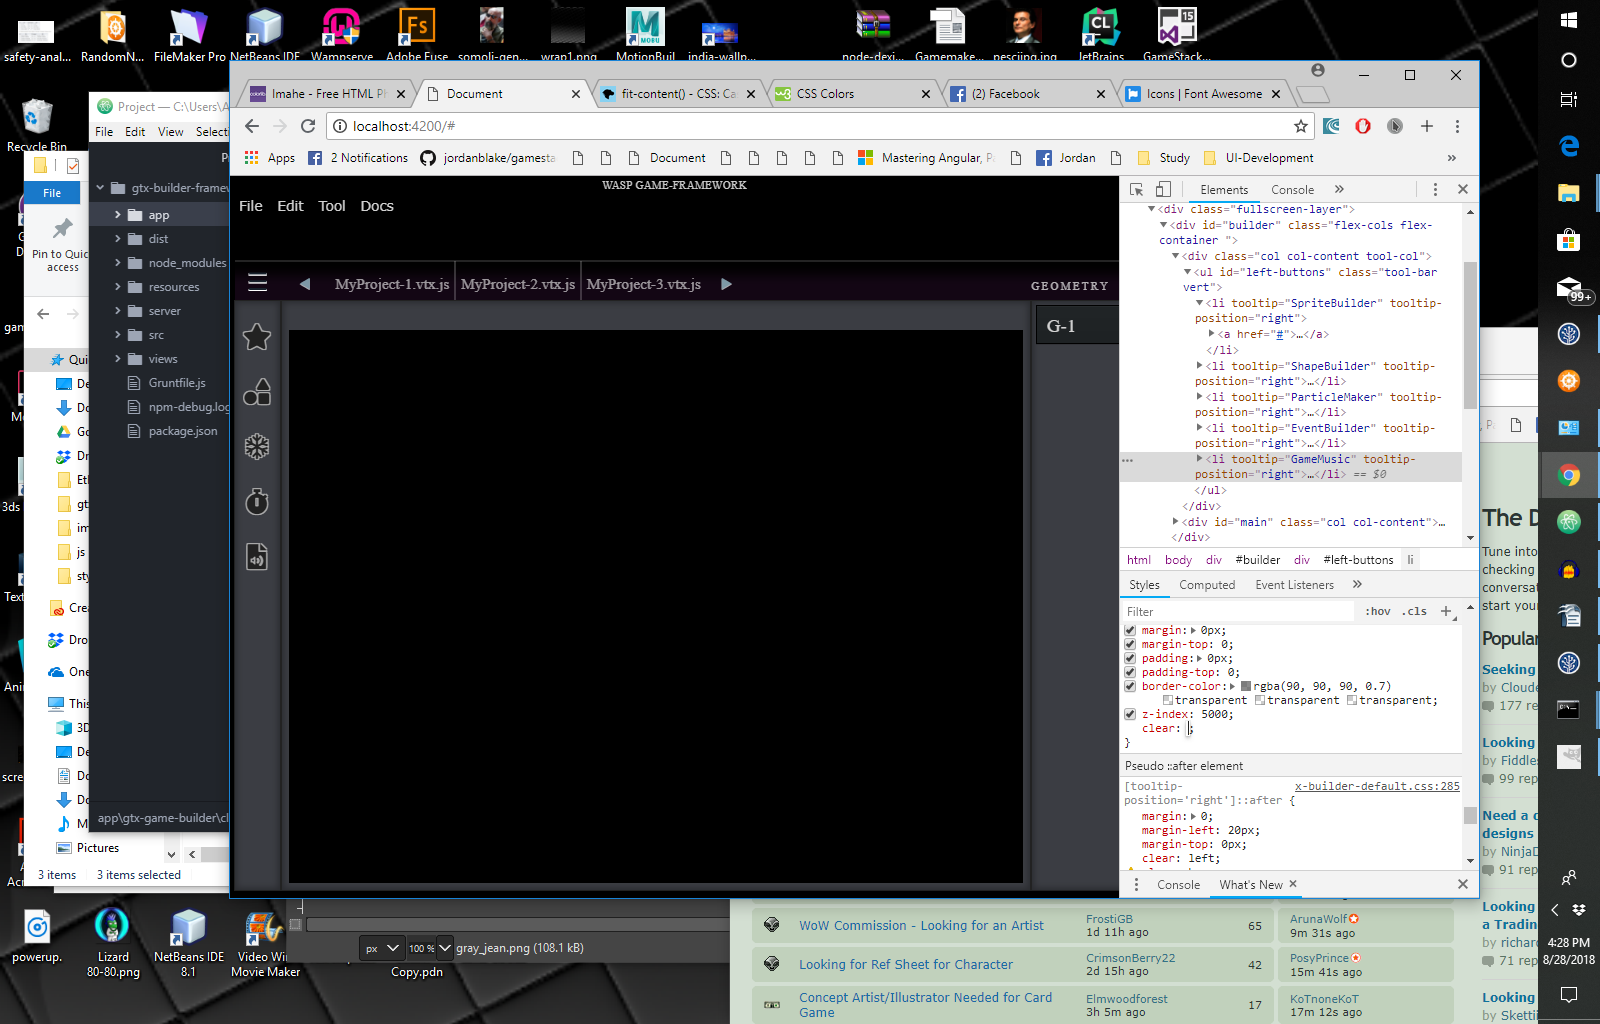 safety-anal...
RandomN...
FileMaker Pro
NetBeans IDE
Wampserve
Adobe Fuse
somoli-gen...
wrap1.png
MotionBuil
india-wallp...
node-dexi...
Gamemake...
pesciing.jpg
JetBrains
GameStack...
Recycle Bin
Project — C:\Users\A
File Edit View Selecti
Imahe - Free HTML Ph
Document
fit-content() - CSS: Ca
CSS Colors
(2) Facebook
Icons | Font Awesome
localhost:4200/#
Apps
2 Notifications
jordanblake/gamesta
Document
Mastering Angular, Pa
Jordan
Study
UI-Development
»
File
Pin to Quick
access
gtx-builder-framew
app
dist
node_modules
resources
server
src
views
Gruntfile.js
npm-debug.log
package.json
app\gtx-game-builder\cl
Pictures
3 items
3 items selected
WASP GAME-FRAMEWORK
File Edit Tool Docs
MyProject-1.vtx.js
MyProject-2.vtx.js
MyProject-3.vtx.js
GEOMETRY
G-1
Elements
Console
»
<div class="fullscreen-layer">
<div id="builder" class="flex-cols flex-
container ">
<div class="col col-content tool-col">
<ul id="left-buttons" class="tool-bar
vert">
<li tooltip="SpriteBuilder" tooltip-
position="right">
<a href="#">…</a>
</li>
<li tooltip="ShapeBuilder" tooltip-
position="right">…</li>
<li tooltip="ParticleMaker" tooltip-
position="right">…</li>
<li tooltip="EventBuilder" tooltip-
position="right">…</li>
<li tooltip="GameMusic" tooltip-
position="right">…</li> == $0
</ul>
</div>
<div id="main" class="col col-content">…
</div>
html body div #builder div #left-buttons li
Styles Computed Event Listeners »
Filter
:hov .cls +
margin: 0px;
margin-top: 0;
padding: 0px;
padding-top: 0;
border-color: rgba(90, 90, 90, 0.7)
transparent transparent transparent;
z-index: 5000;
clear: ;
}
Pseudo ::after element
[tooltip-
x-builder-default.css:285
position='right']::after {
margin: 0;
margin-left: 20px;
margin-top: 0px;
clear: left;
Console
What's New
The D
Tune into
checking
conversat
start your
Popular
Seeking
by Cloude
177 re
Looking
by Fiddles
99 rep
Need a c
designs
by NinjaD
91 rep
Looking
a Trading
by richard
71 rep
Looking
by Sketti
99+
4:28 PM
8/28/2018
powerup.
Lizard
80-80.png
NetBeans IDE
8.1
Video Wi
Movie Maker
px
100 %
gray_jean.png (108.1 kB)
Copy.pdn
WoW Commission - Looking for an Artist
65
FrostiGB
1d 11h ago
ArunaWolf
9m 31s ago
Looking for Ref Sheet for Character
42
CrimsonBerry22
2d 15h ago
PosyPrince
15m 41s ago
Concept Artist/Illustrator Needed for Card
Game
17
Elmwoodforest
3h 5m ago
KoTnoneKoT
17m 12s ago